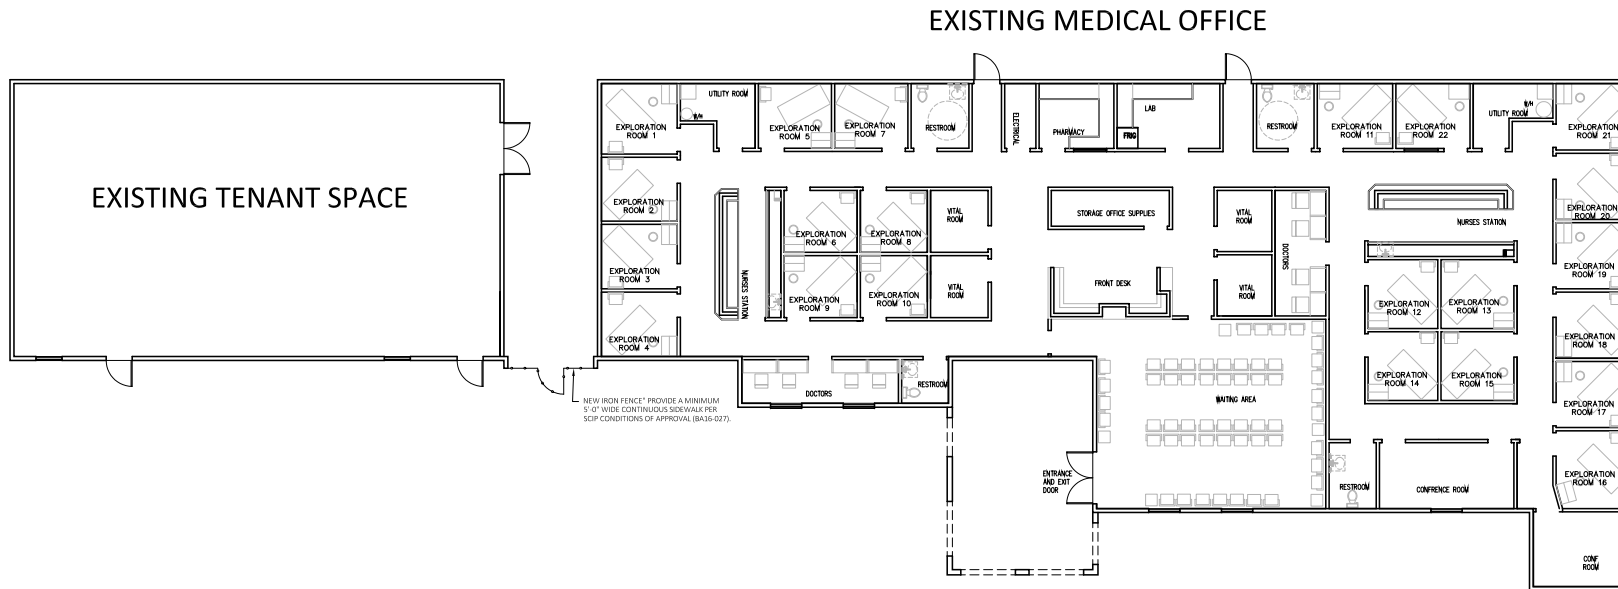 EXISTING MEDICAL OFFICE
EXISTING TENANT SPACE
EXPLORATION
ROOM 1
UTILITY ROOM
W/H
EXPLORATION
ROOM 5
EXPLORATION
ROOM 7
RESTROOM
ELECTRICAL
PHARMACY
LAB
FRIG
RESTROOM
EXPLORATION
ROOM 11
EXPLORATION
ROOM 22
UTILITY ROOM
W/H
EXPLORATION
ROOM 21
EXPLORATION
ROOM 2
EXPLORATION
ROOM 6
EXPLORATION
ROOM 8
VITAL
ROOM
STORAGE OFFICE SUPPLIES
VITAL
ROOM
DOCTORS
NURSES STATION
EXPLORATION
ROOM 20
EXPLORATION
ROOM 3
NURSES STATION
EXPLORATION
ROOM 9
EXPLORATION
ROOM 10
VITAL
ROOM
FRONT DESK
VITAL
ROOM
EXPLORATION
ROOM 12
EXPLORATION
ROOM 13
EXPLORATION
ROOM 19
EXPLORATION
ROOM 4
EXPLORATION
ROOM 18
DOCTORS
RESTROOM
EXPLORATION
ROOM 14
EXPLORATION
ROOM 15
NEW IRON FENCE" PROVIDE A MINIMUM
5'-0" WIDE CONTINUOUS SIDEWALK PER
SCIP CONDITIONS OF APPROVAL (BA16-027).
WAITING AREA
EXPLORATION
ROOM 17
ENTRANCE
AND EXIT
DOOR
RESTROOM
CONFRENCE ROOM
EXPLORATION
ROOM 16
CONF
ROOM